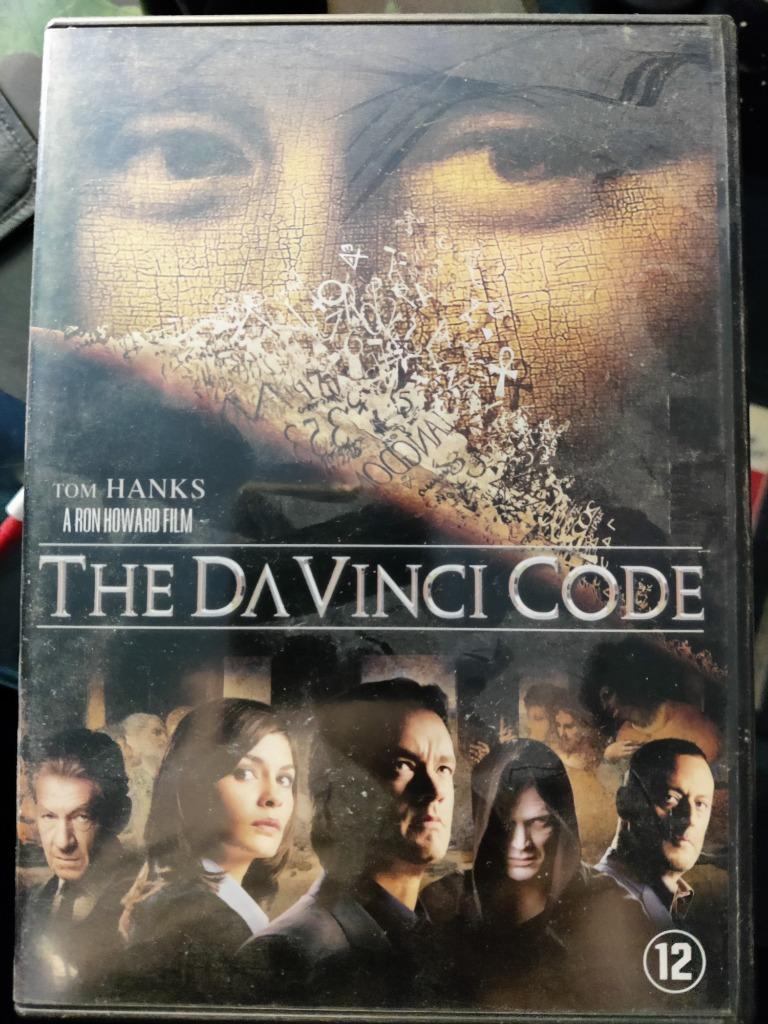 TOM HANKS
A RON HOWARD FILM
THE DA VINCI CODE
12